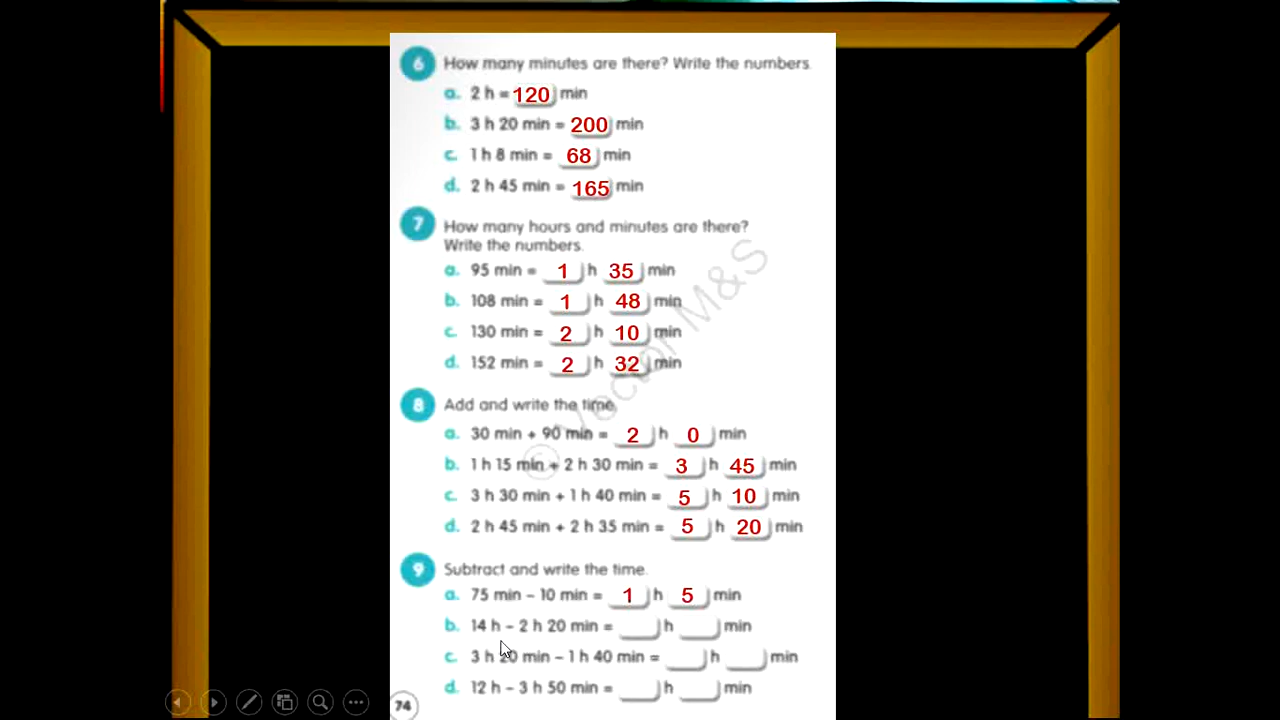 6 How many minutes are there? Write the numbers.
a. 2 h = 120 min
b. 3 h 20 min = 200 min
c. 1 h 8 min = 68 min
d. 2 h 45 min = 165 min
7 How many hours and minutes are there?
Write the numbers.
a. 95 min = 1 h 35 min
b. 108 min = 1 h 48 min
c. 130 min = 2 h 10 min
d. 152 min = 2 h 32 min
8 Add and write the time.
a. 30 min + 90 min = 2 h 0 min
b. 1 h 15 min + 2 h 30 min = 3 h 45 min
c. 3 h 30 min + 1 h 40 min = 5 h 10 min
d. 2 h 45 min + 2 h 35 min = 5 h 20 min
9 Subtract and write the time.
a. 75 min – 10 min = 1 h 5 min
b. 14 h – 2 h 20 min = h min
c. 3 h 20 min – 1 h 40 min = h min
d. 12 h – 3 h 50 min = h min
74
© Vector M&S